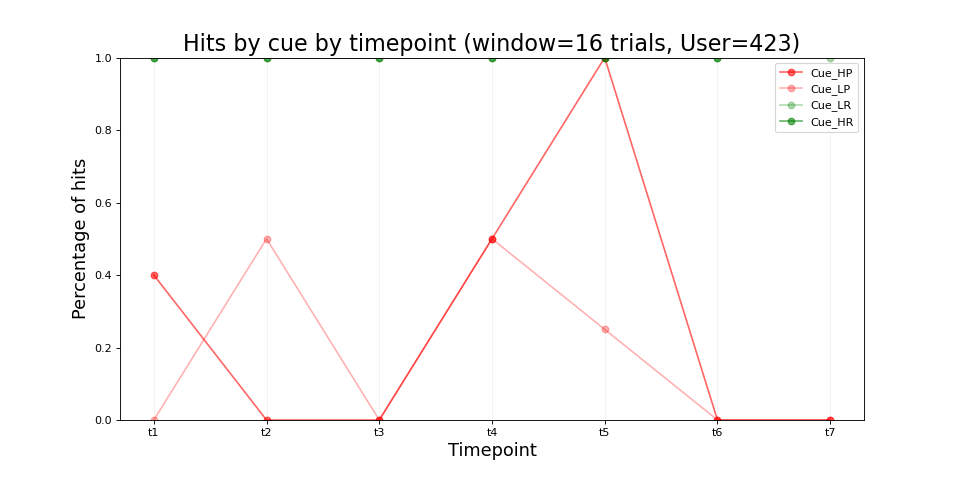 Hits by cue by timepoint (window=16 trials, User=423)
Percentage of hits
1.0
0.8
0.6
0.4
0.2
0.0
Cue_HP
Cue_LP
Cue_LR
Cue_HR
t1 t2 t3 t4 t5 t6 t7
Timepoint